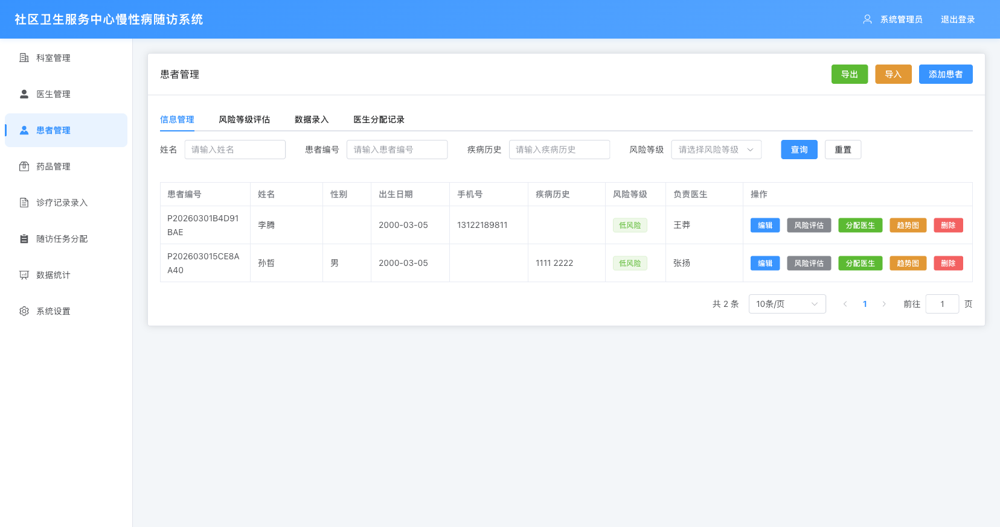 社区卫生服务中心慢性病随访系统
系统管理员 退出登录
科室管理
医生管理
患者管理
药品管理
诊疗记录录入
随访任务分配
数据统计
系统设置
患者管理 导出 导入 添加患者
信息管理 风险等级评估 数据录入 医生分配记录
姓名 请输入姓名 患者编号 请输入患者编号 疾病历史 请输入疾病历史 风险等级 请选择风险等级 查询 重置
患者编号 姓名 性别 出生日期 手机号 疾病历史 风险等级 负责医生 操作
P20260301B4D91
BAE 李腾 2000-03-05 13122189811 低风险 王莽 编辑 风险评估 分配医生 趋势图 删除
P202603015CE8A
A40 孙哲 男 2000-03-05 1111 2222 低风险 张扬 编辑 风险评估 分配医生 趋势图 删除
共 2 条 10条/页 1 前往 1 页